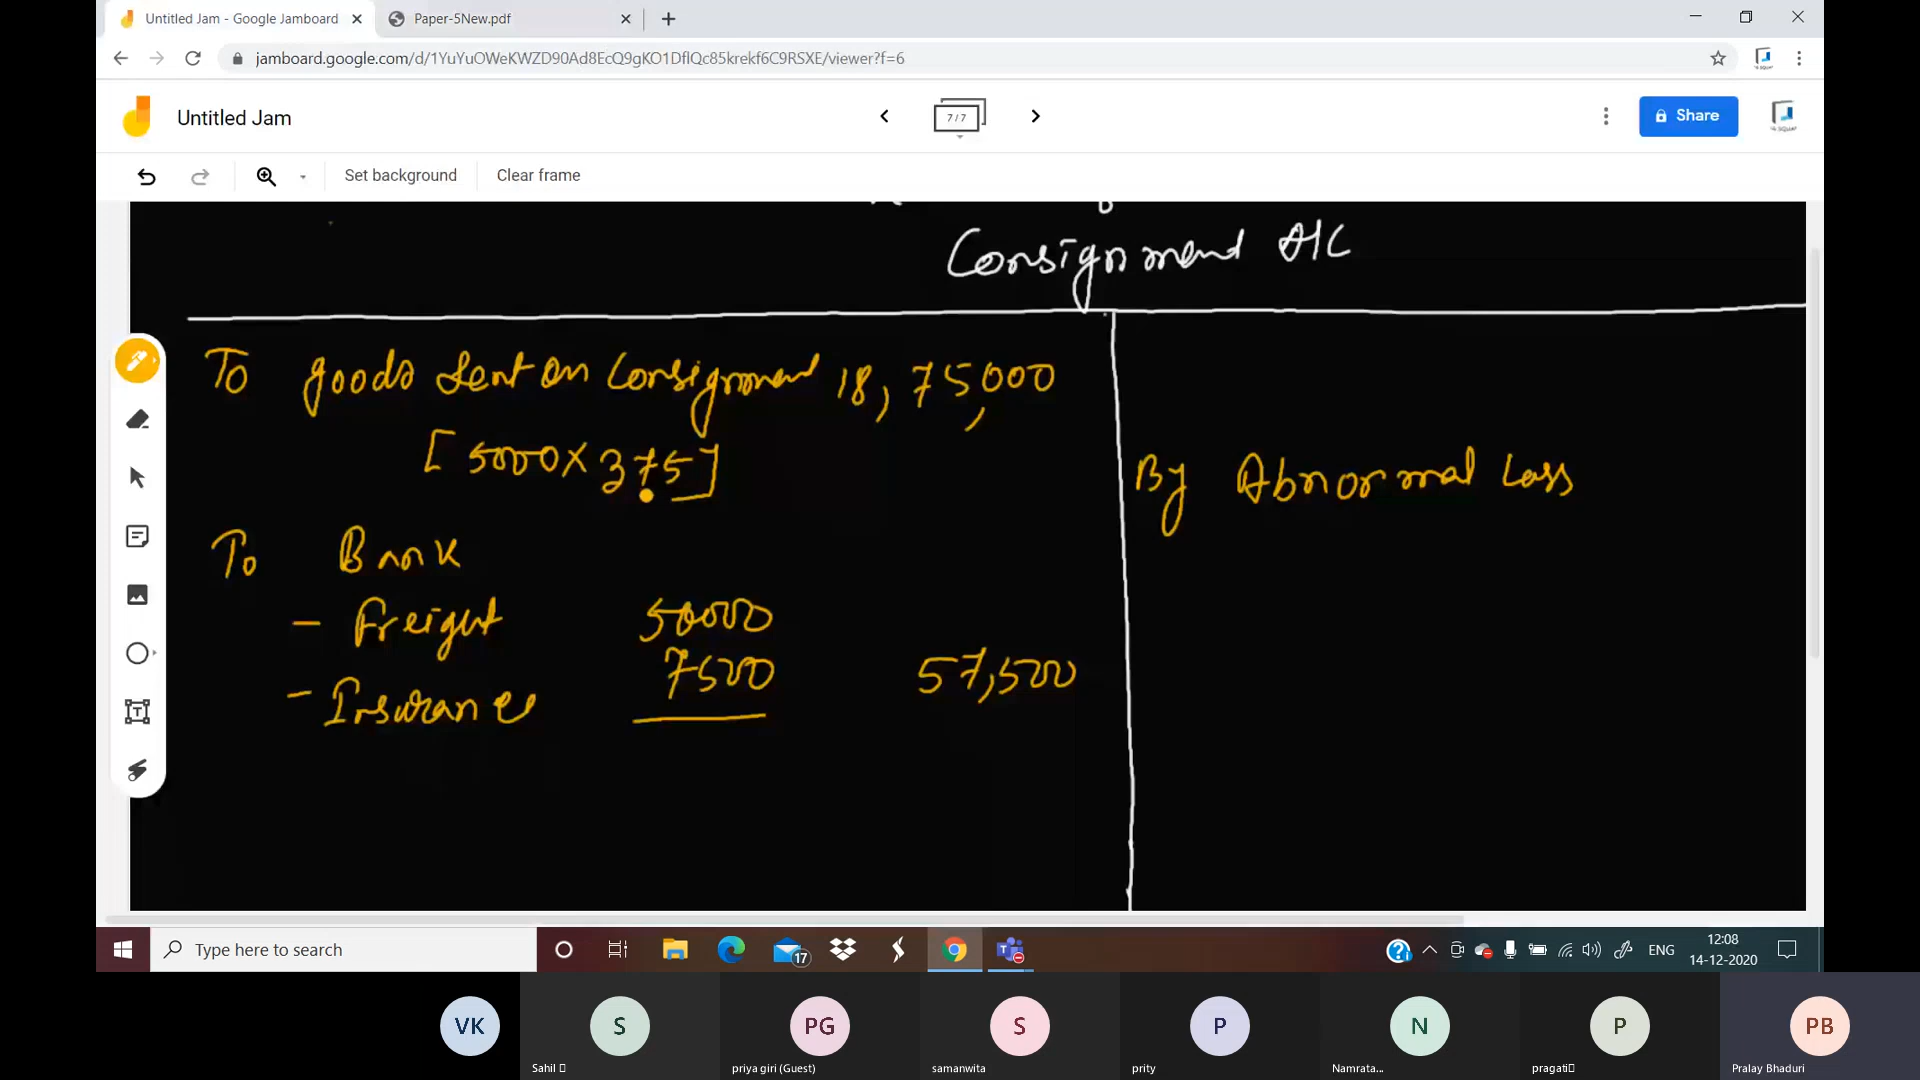 Untitled Jam - Google Jamboard
Paper-5New.pdf
jamboard.google.com/d/1YuYuOWeKWZD90Ad8EcQ9gKO1DflQc85krekf6C9RSXE/viewer?f=6
Untitled Jam
7 / 7
Share
Set background
Clear frame
Consignment A/C
To goods sent on Consignment 18,75,000
[5000 X 375]
By Abnormal Loss
To Bank
- Freight 50000
- Insurance 7500 57,500
Type here to search
17
ENG
12:08
14-12-2020
VK
S
PG
S
P
N
P
PB
Sahil
priya giri (Guest)
samanwita
prity
Namrata...
pragati
Pralay Bhaduri